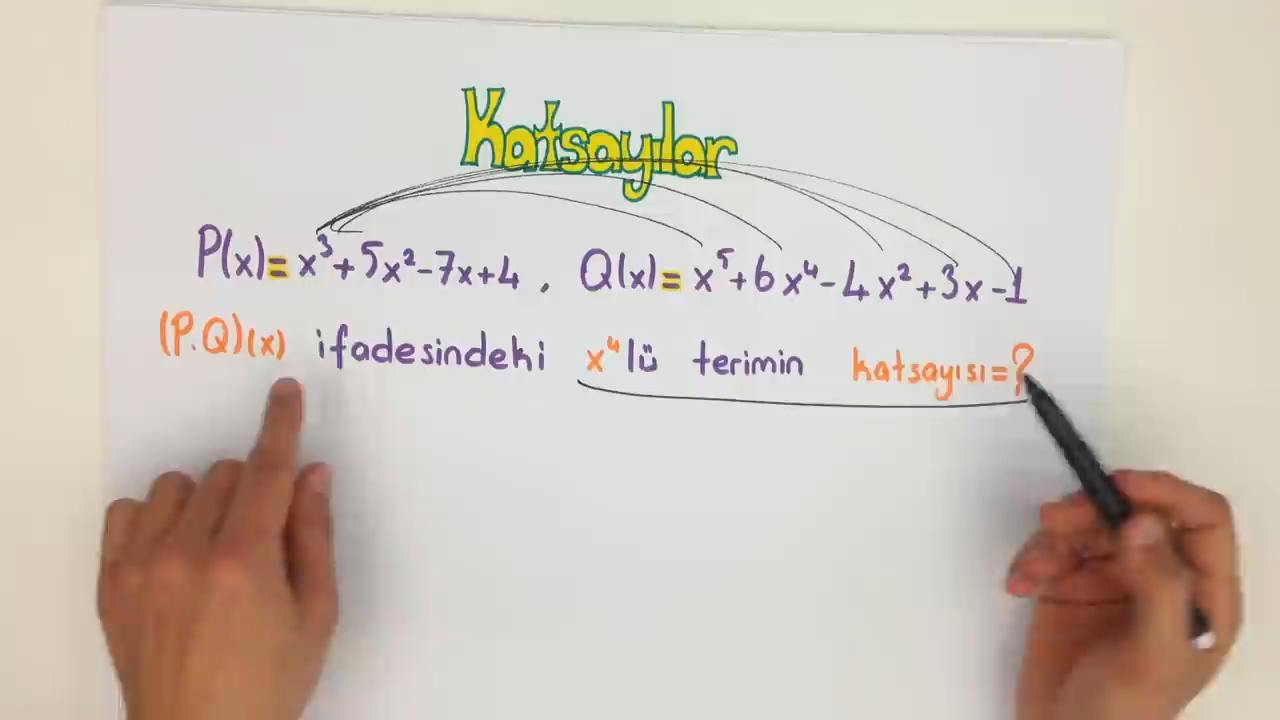 Katsayılar
P(x)=x³+5x²-7x+4, Q(x)=x⁵+6x⁴-4x²+3x-1
(P.Q)(x) ifadesindeki x⁴lü terimin katsayısı=?